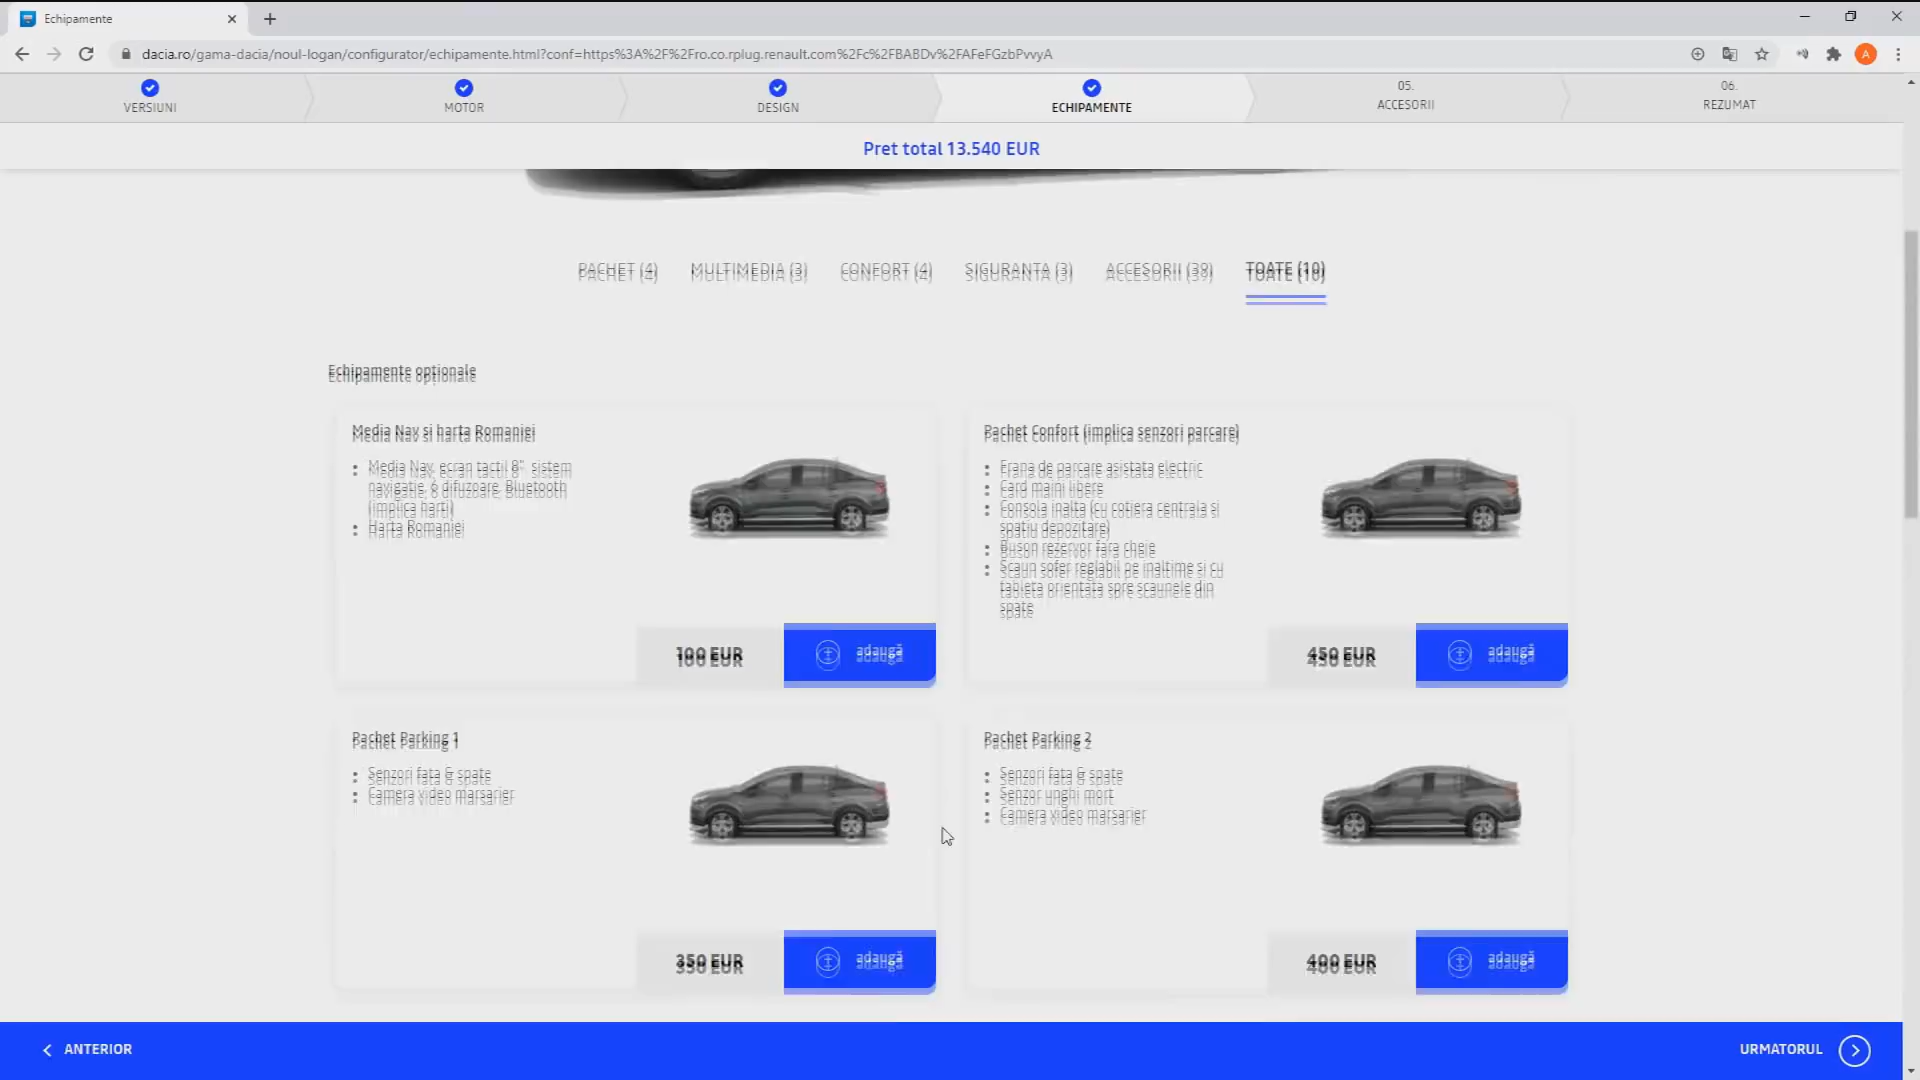 Echipamente
dacia.ro/gama-dacia/noul-logan/configurator/echipamente.html?conf=https%3A%2F%2Fro.co.rplug.renault.com%2Fc%2FBABDv%2FAFeFGzbPvvyA
A
VERSIUNI
MOTOR
DESIGN
ECHIPAMENTE
05.
ACCESORII
06.
REZUMAT
Pret total 13.540 EUR
PACHET (4)
MULTIMEDIA (3)
CONFORT (4)
SIGURANTA (3)
ACCESORII (39)
TOATE (10)
Echipamente optionale
Media Nav si harta Romaniei
Media Nav, ecran tactil 8", sistem
navigatie, 6 difuzoare, Bluetooth
(implica harti)
Harta Romaniei
100 EUR
adaugă
Pachet Confort (implica senzori parcare)
Frana de parcare asistata electric
Card maini libere
Consola inalta (cu cotiera centrala si
spatiu depozitare)
Buson rezervor fara cheie
Scaun sofer reglabil pe inaltime si cu
tableta orientata spre scaunele din
spate
450 EUR
adaugă
Pachet Parking 1
Senzori fata & spate
Camera video marsarier
350 EUR
adaugă
Pachet Parking 2
Senzori fata & spate
Senzor unghi mort
Camera video marsarier
400 EUR
adaugă
ANTERIOR
URMATORUL